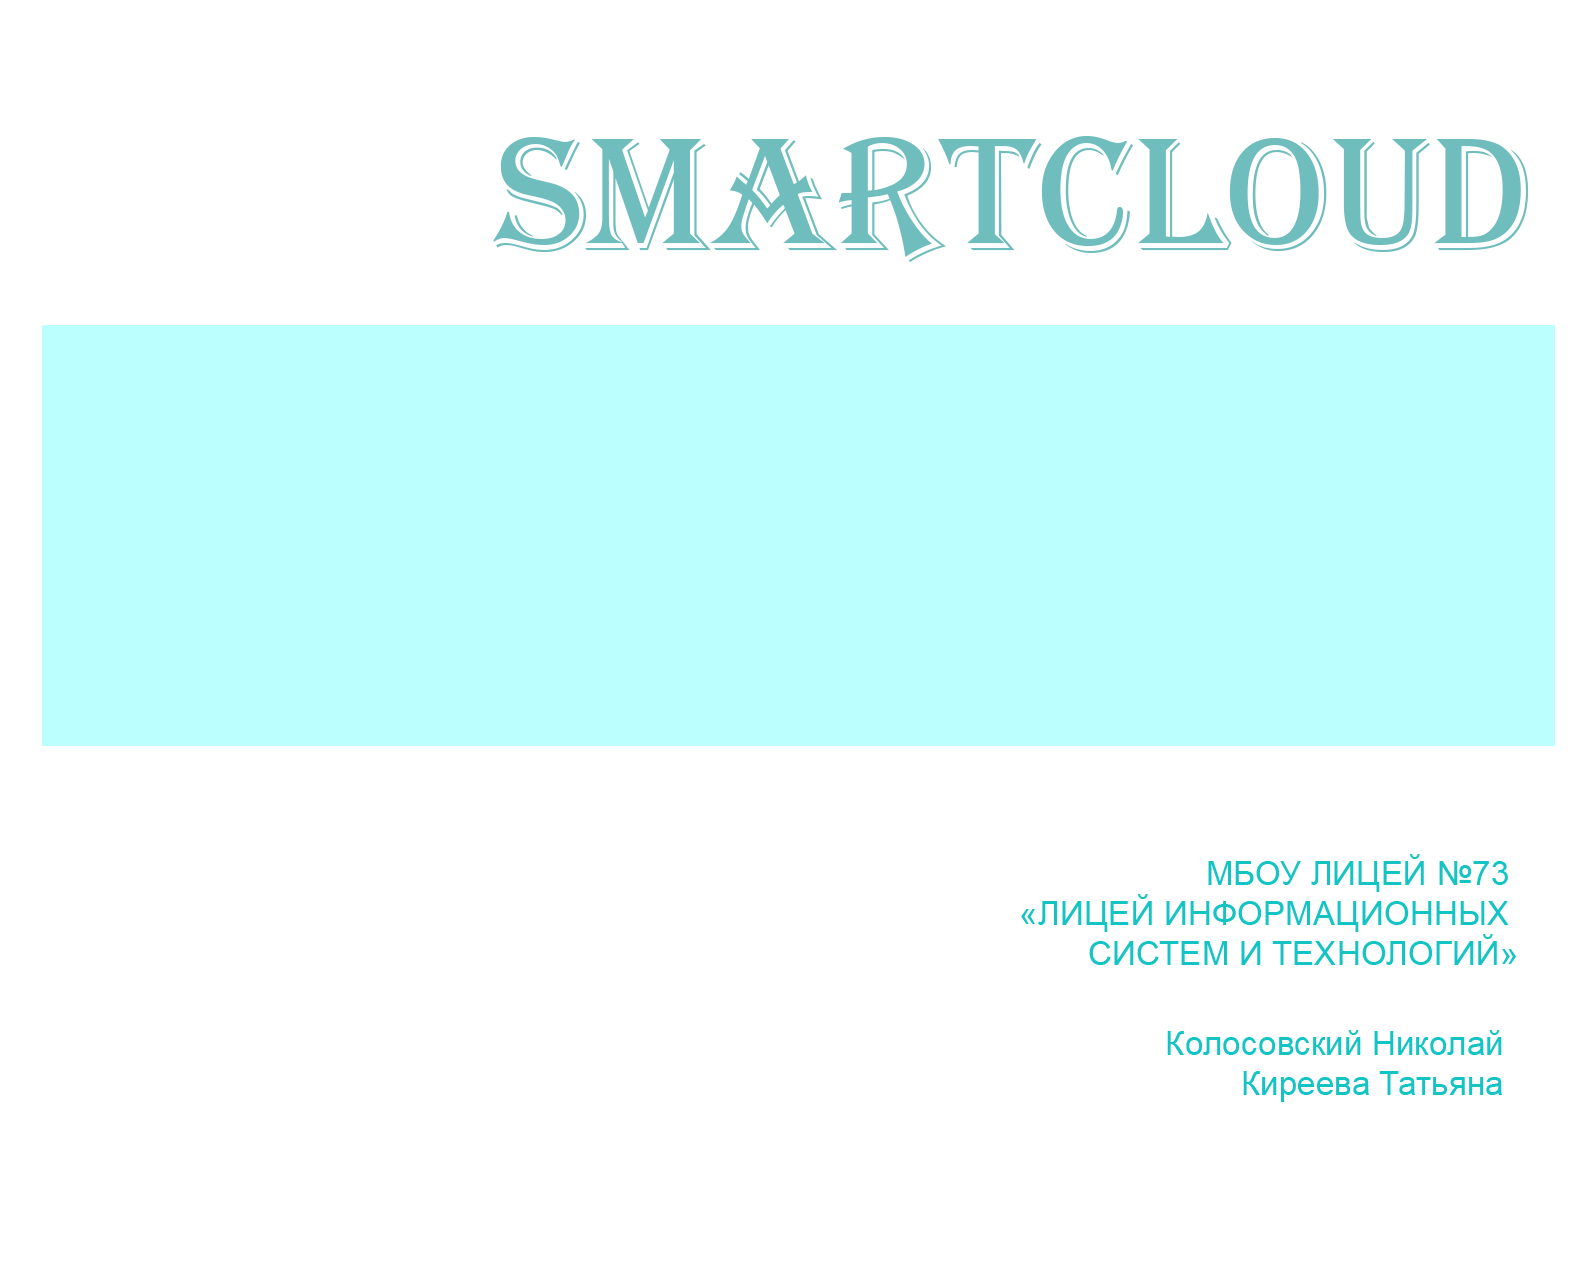 SMARTCLOUD
МБОУ ЛИЦЕЙ №73
«ЛИЦЕЙ ИНФОРМАЦИОННЫХ
СИСТЕМ И ТЕХНОЛОГИЙ»
Колосовский Николай
Киреева Татьяна